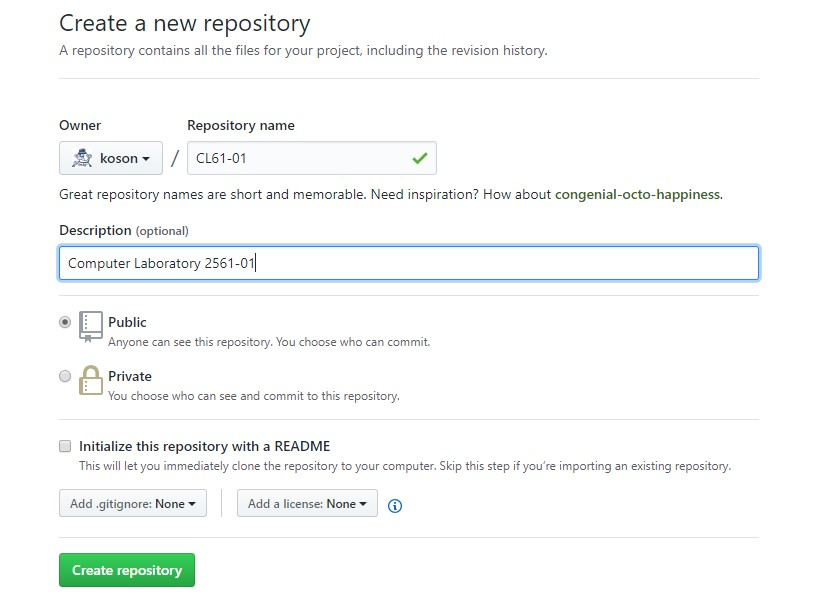 Create a new repository
A repository contains all the files for your project, including the revision history.
Owner Repository name
koson / CL61-01
Great repository names are short and memorable. Need inspiration? How about congenial-octo-happiness.
Description (optional)
Computer Laboratory 2561-01
Public
Anyone can see this repository. You choose who can commit.
Private
You choose who can see and commit to this repository.
Initialize this repository with a README
This will let you immediately clone the repository to your computer. Skip this step if you’re importing an existing repository.
Add .gitignore: None Add a license: None
Create repository